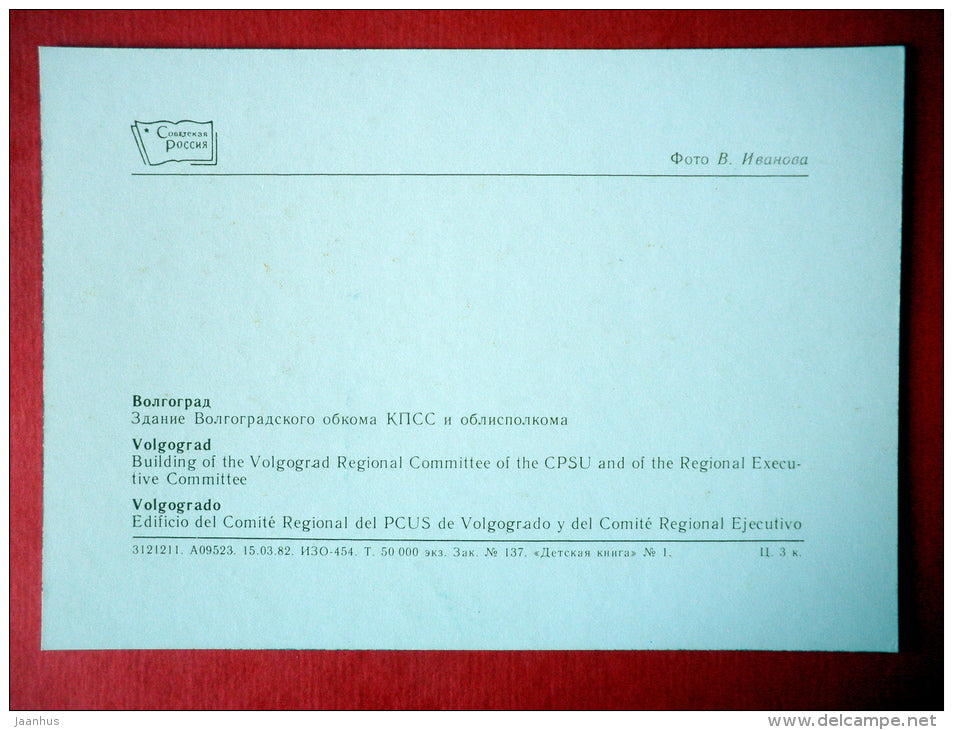 Советская
Россия
Фото В. Иванова
Волгоград
Здание Волгоградского обкома КПСС и облисполкома
Volgograd
Building of the Volgograd Regional Committee of the CPSU and of the Regional Execu-
tive Committee
Volgogrado
Edificio del Comité Regional del PCUS de Volgogrado y del Comité Regional Ejecutivo
3121211. А09523. 15.03.82. ИЗО-454. Т. 50 000 экз. Зак. № 137. «Детская книга» № 1. Ц. 3 к.
jaanhus
www.delcampe.net